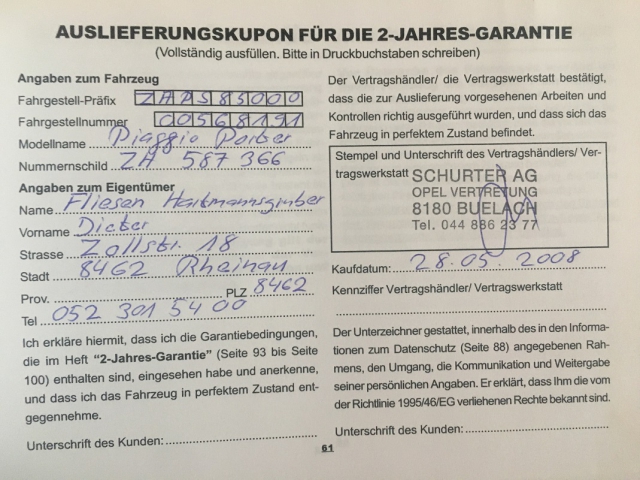 AUSLIEFERUNGSKUPON FÜR DIE 2-JAHRES-GARANTIE
(Vollständig ausfüllen. Bitte in Druckbuchstaben schreiben)
Angaben zum Fahrzeug
Fahrgestell-Präfix ZAPS85000
Fahrgestellnummer 00568191
Modellname Piaggio Porter
Nummernschild ZH 587 366
Angaben zum Eigentümer
Name Fliesen Hartmannsgruber
Vorname Dieter
Strasse Zollstr. 18
Stadt 8462 Rheinau
Prov. PLZ 8462
Tel 052 301 54 00
Ich erkläre hiermit, dass ich die Garantiebedingungen,
die im Heft "2-Jahres-Garantie" (Seite 93 bis Seite
100) enthalten sind, eingesehen habe und anerkenne,
und dass ich das Fahrzeug in perfektem Zustand ent-
gegennehme.
Unterschrift des Kunden:
Der Vertragshändler/ die Vertragswerkstatt bestätigt,
dass die zur Auslieferung vorgesehenen Arbeiten und
Kontrollen richtig ausgeführt wurden, und dass sich das
Fahrzeug in perfektem Zustand befindet.
Stempel und Unterschrift des Vertragshändlers/ Ver-
tragswerkstatt SCHURTER AG
OPEL VERTRETUNG
8180 BUELACH
Tel. 044 886 23 77
Kaufdatum: 28.05.2008
Kennziffer Vertragshändler/ Vertragswerkstatt
Der Unterzeichner gestattet, innerhalb des in den Informa-
tionen zum Datenschutz (Seite 88) angegebenen Rah-
mens, den Umgang, die Kommunikation und Weitergabe
seiner persönlichen Angaben. Er erklärt, dass Ihm die vom
der Richtlinie 1995/46/EG verliehenen Rechte bekannt sind.
Unterschrift des Kunden:
61